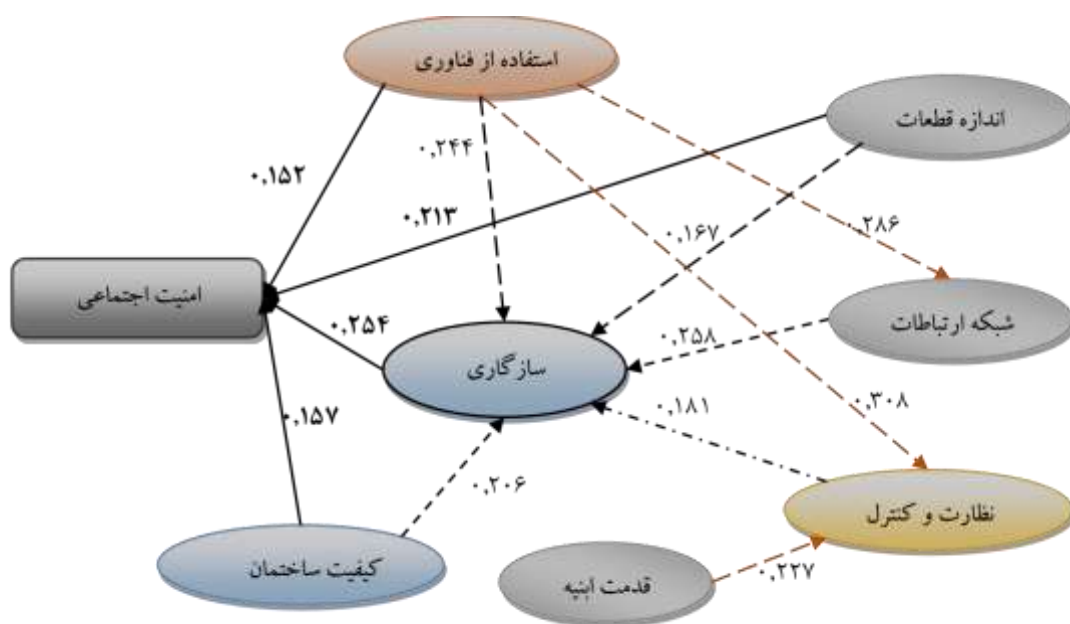 استفاده از فناوری
اندازه قطعات
۰,۲۴۴
۰,۱۵۲
۰,۲۱۳
۰,۱۶۷
۰,۲۸۶
امنیت اجتماعی
شبکه ارتباطات
۰,۲۵۴
۰,۲۵۸
سازگاری
۰,۳۰۸
۰,۱۸۱
۰,۱۵۷
۰,۲۰۶
نظارت و کنترل
کیفیت ساختمان
۰,۲۲۷
قدمت ابنیه